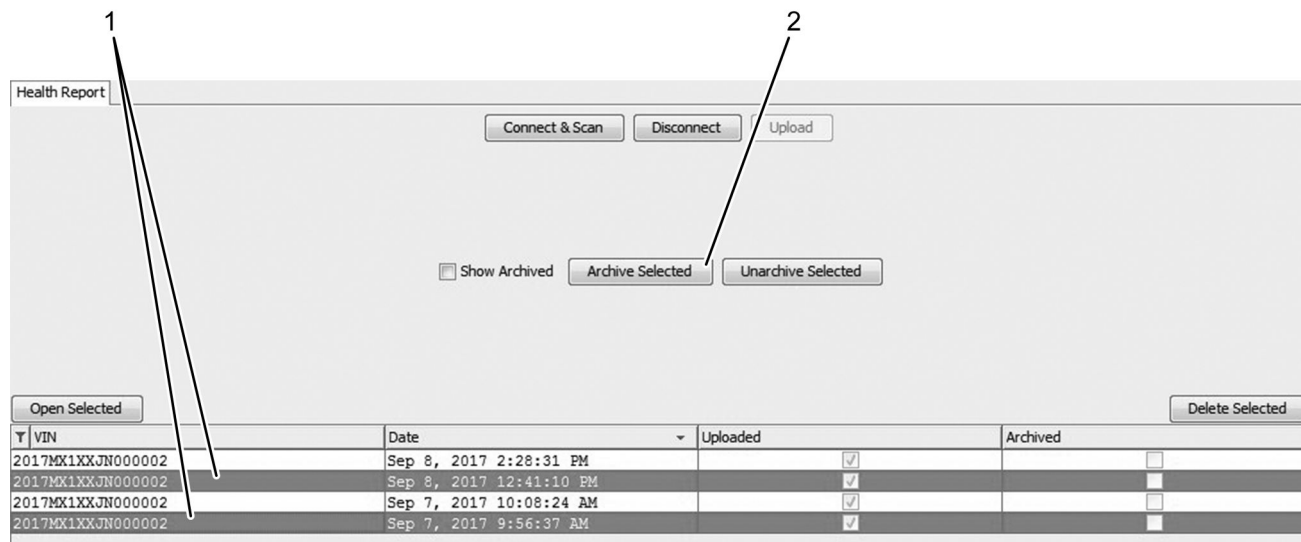 1 2
Health Report
Connect & Scan Disconnect Upload
Show Archived Archive Selected Unarchive Selected
Open Selected Delete Selected
VIN Date Uploaded Archived
2017MX1XXJN000002 Sep 8, 2017 2:28:31 PM
2017MX1XXJN000002 Sep 8, 2017 12:41:10 PM
2017MX1XXJN000002 Sep 7, 2017 10:08:24 AM
2017MX1XXJN000002 Sep 7, 2017 9:56:37 AM